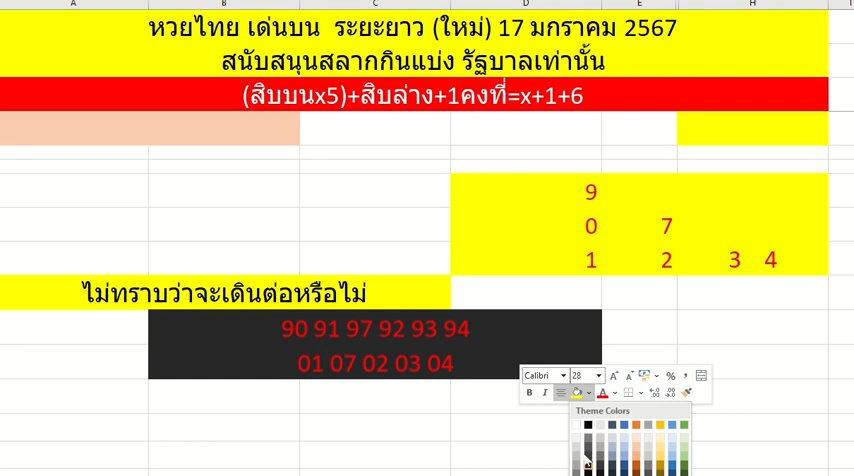 A B C D E H I
หวยไทย เด่นบน ระยะยาว (ใหม่) 17 มกราคม 2567
สนับสนุนสลากกินแบ่ง รัฐบาลเท่านั้น
(สิบบนx5)+สิบล่าง+1คงที่=x+1+6
9
0 7
1 2 3 4
ไม่ทราบว่าจะเดินต่อหรือไม่
90 91 97 92 93 94
01 07 02 03 04
Calibri 28 A A % ,
B I A .00 .00
Theme Colors